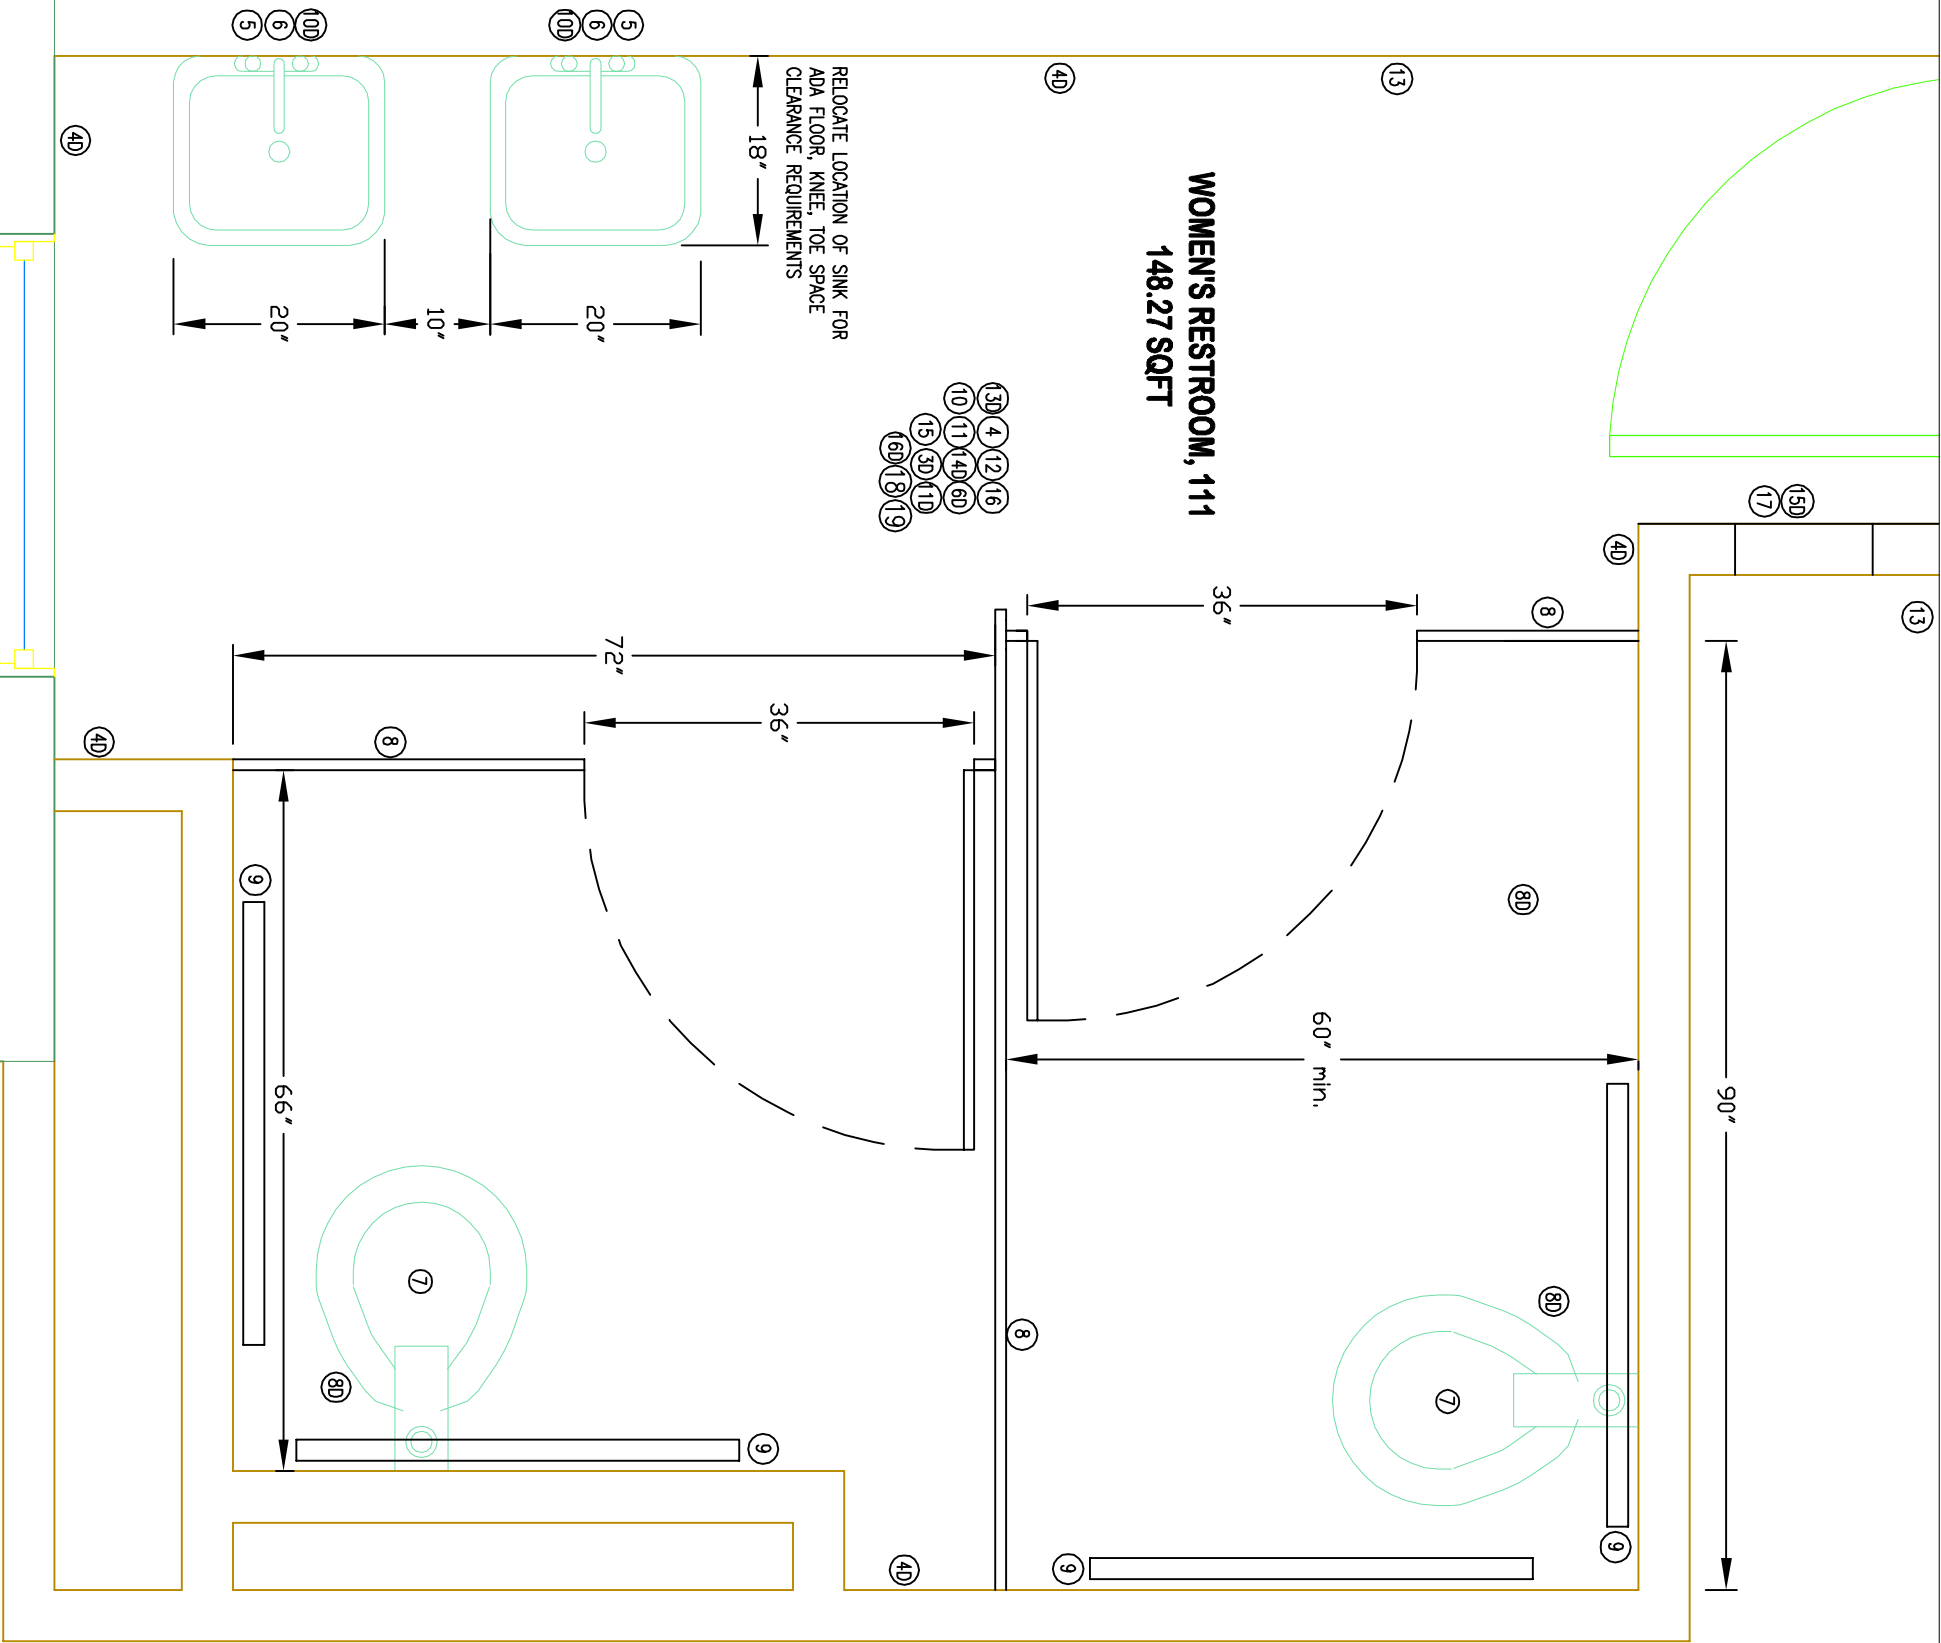 13
15D
17
90"
4D
9
8D
8
8D
7
13
60" min.
36"
WOMEN'S RESTROOM, 111
148.27 SQFT
9
4D
8
13D 4 12 16
10 11 14D 6D
15 3D 11D
16D 18 19
4D
RELOCATE LOCATION OF SINK FOR
ADA FLOOR, KNEE, TOE SPACE
CLEARANCE REQUIREMENTS
36"
9
18"
5
6
10D
72"
20"
10"
7
8
8D
10D
6
5
20"
66"
9
4D
4D